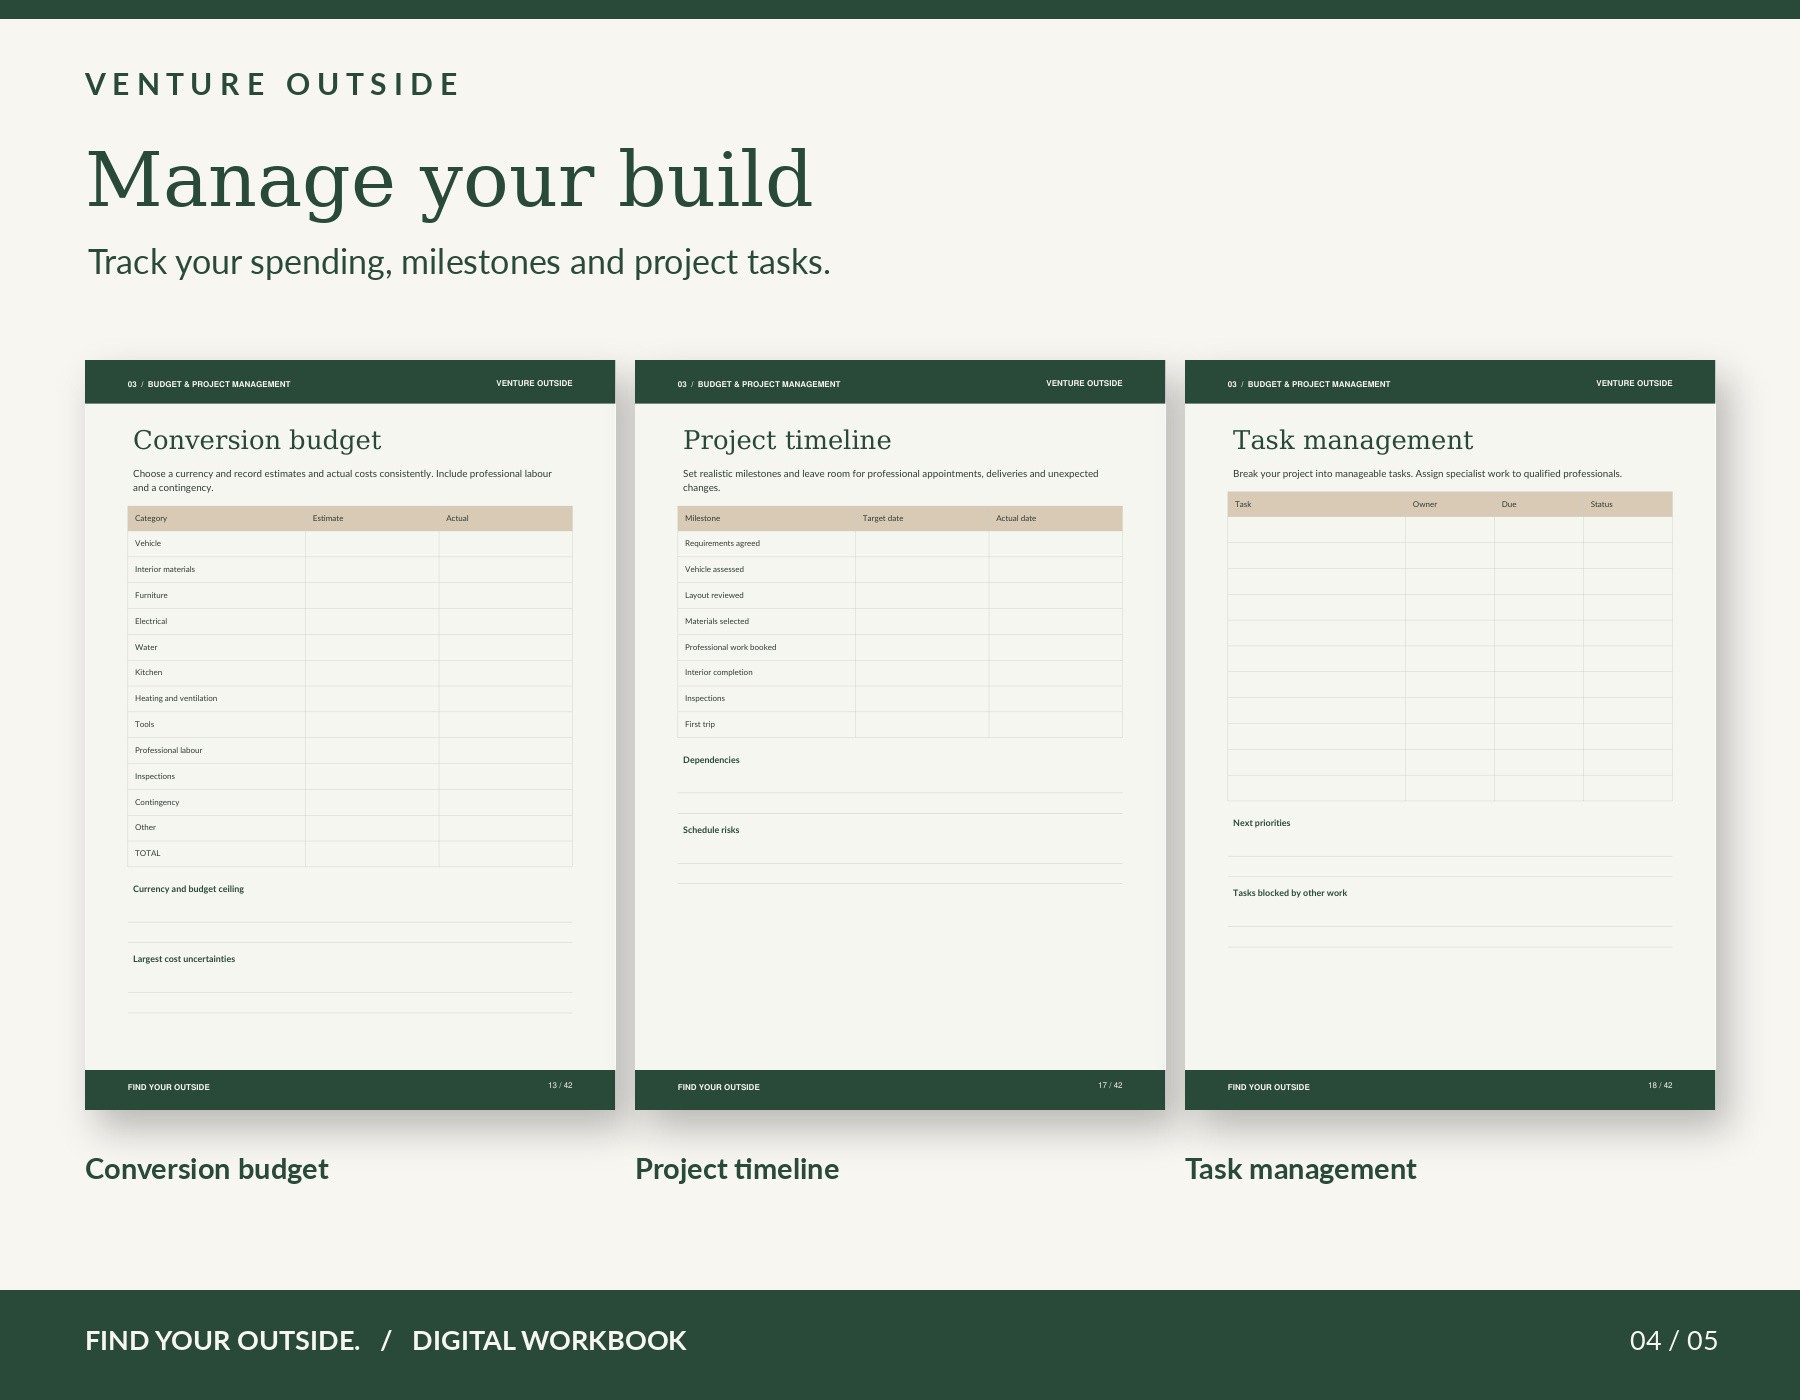 VENTURE OUTSIDE
Manage your build
Track your spending, milestones and project tasks.
03 / BUDGET & PROJECT MANAGEMENT VENTURE OUTSIDE
Conversion budget
Choose a currency and record estimates and actual costs consistently. Include professional labour
and a contingency.
Category Estimate Actual
Vehicle
Interior materials
Furniture
Electrical
Water
Kitchen
Heating and ventilation
Tools
Professional labour
Inspections
Contingency
Other
TOTAL
Currency and budget ceiling
Largest cost uncertainties
FIND YOUR OUTSIDE 13 / 42
03 / BUDGET & PROJECT MANAGEMENT VENTURE OUTSIDE
Project timeline
Set realistic milestones and leave room for professional appointments, deliveries and unexpected
changes.
Milestone Target date Actual date
Requirements agreed
Vehicle assessed
Layout reviewed
Materials selected
Professional work booked
Interior completion
Inspections
First trip
Dependencies
Schedule risks
FIND YOUR OUTSIDE 17 / 42
03 / BUDGET & PROJECT MANAGEMENT VENTURE OUTSIDE
Task management
Break your project into manageable tasks. Assign specialist work to qualified professionals.
Task Owner Due Status
Next priorities
Tasks blocked by other work
FIND YOUR OUTSIDE 18 / 42
Conversion budget
Project timeline
Task management
FIND YOUR OUTSIDE. / DIGITAL WORKBOOK 04 / 05